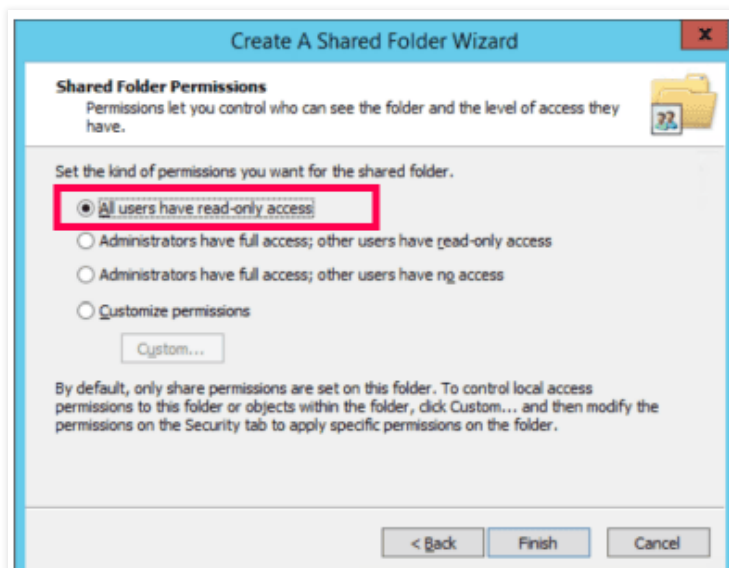 Create A Shared Folder Wizard
x
Shared Folder Permissions
Permissions let you control who can see the folder and the level of access they
have.
Set the kind of permissions you want for the shared folder.
All users have read-only access
Administrators have full access; other users have read-only access
Administrators have full access; other users have no access
Customize permissions
Custom...
By default, only share permissions are set on this folder. To control local access
permissions to this folder or objects within the folder, click Custom... and then modify the
permissions on the Security tab to apply specific permissions on the folder.
< Back
Finish
Cancel